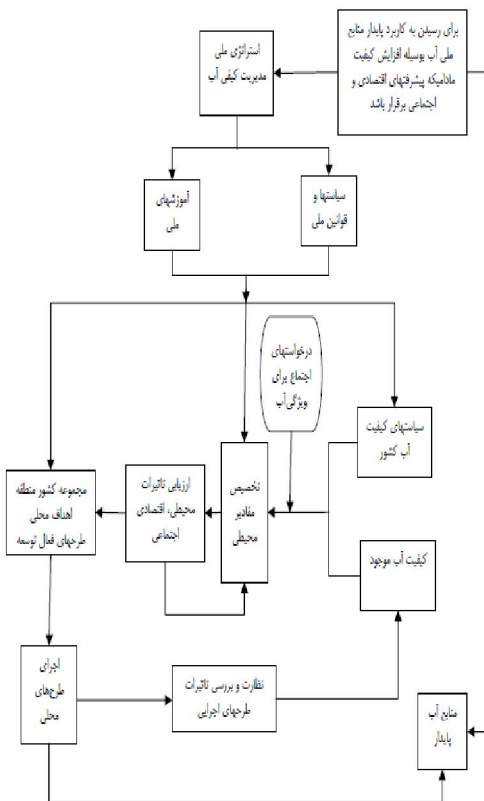 برای رسیدن به کاربرد پایدار منابع
ملی آب بوسیله افزایش کیفیت
مادامیکه پیشرفتهای اقتصادی و
اجتماعی برقرار باشد
استراتژی ملی
مدیریت کیفی آب
سیاستها و
قوانین ملی
آموزشهای
ملی
درخواستهای
اجتماع برای
ویژگی آب
سیاستهای کیفیت
آب کشور
تخصیص
مقادیر
محیطی
ارزیابی تاثیرات
محیطی، اقتصادی
اجتماعی
مجموعه کشور منطقه
اهداف محلی
طرحهای فعال توسعه
کیفیت آب موجود
نظارت و بررسی تاثیرات
طرحهای اجرایی
اجرای
طرح‌های
محلی
منابع آب
پایدار